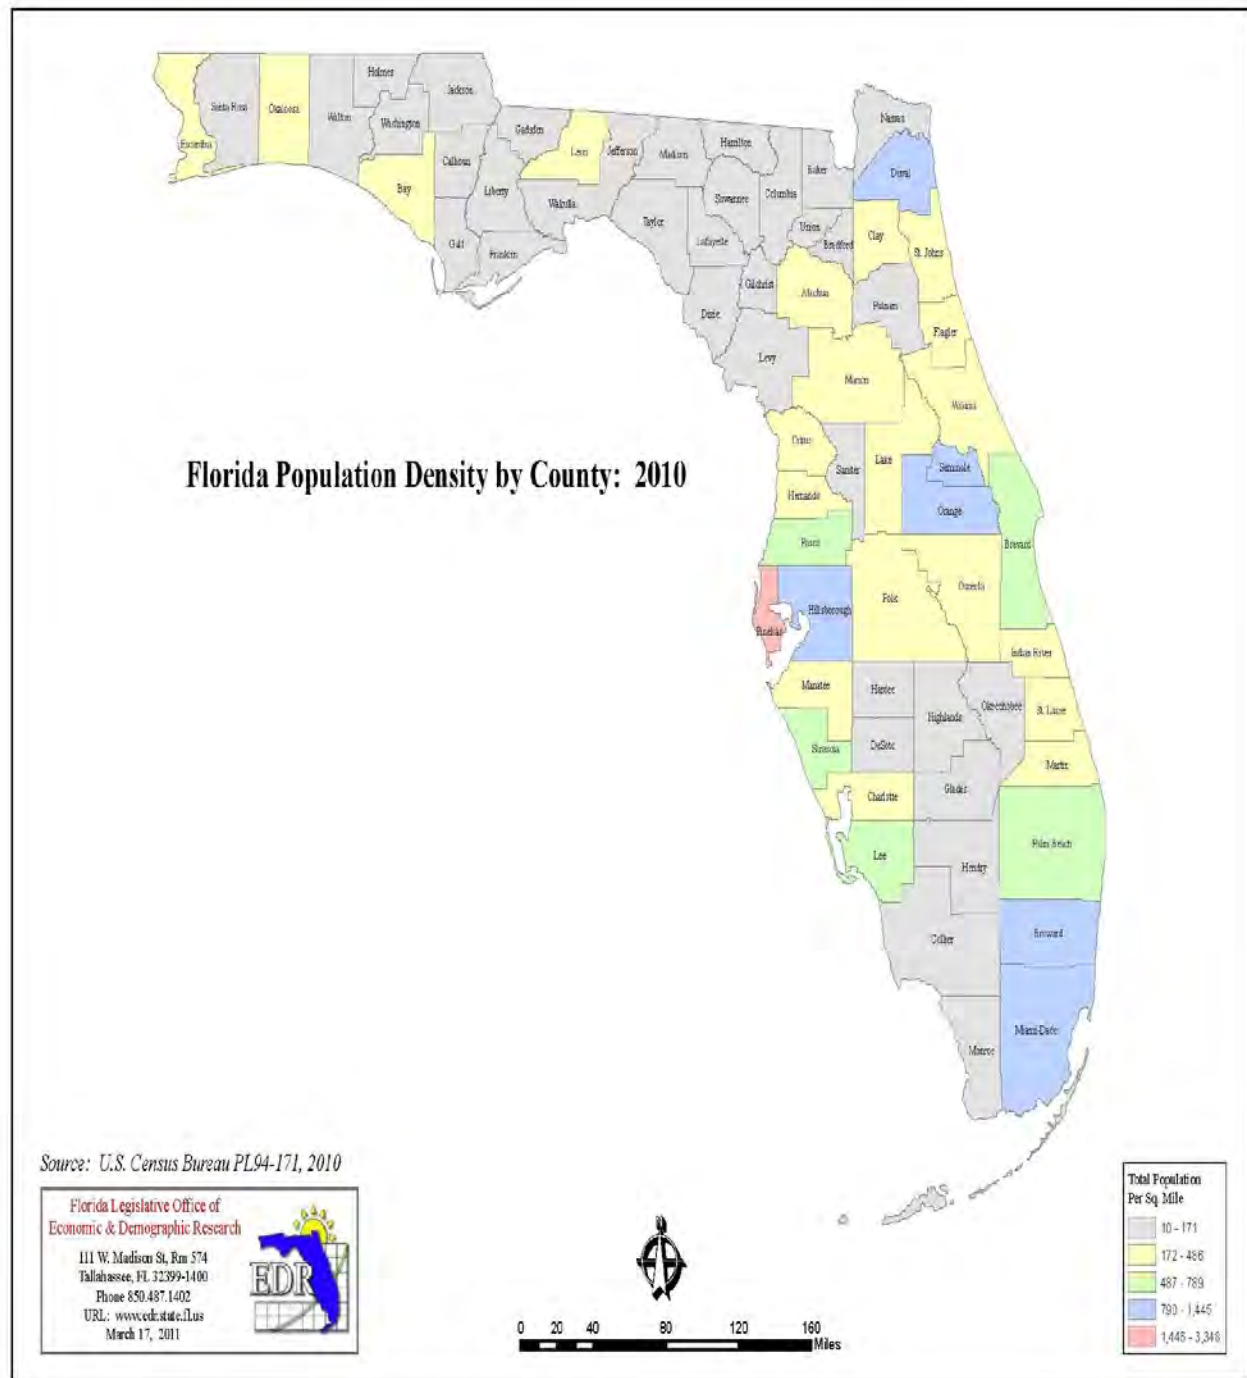 Holmes
Jackson
Santa Rosa
Okaloosa
Walton
Washington
Nassau
Escambia
Gadsden
Leon
Jefferson
Madison
Hamilton
Baker
Duval
Calhoun
Bay
Liberty
Wakulla
Suwannee
Columbia
Taylor
Union
Clay
Lafayette
Bradford
Gulf
Franklin
St. Johns
Gilchrist
Alachua
Dixie
Putnam
Flagler
Levy
Marion
Volusia
Citrus
Lake
Sumter
Seminole
Florida Population Density by County: 2010
Hernando
Orange
Pasco
Brevard
Osceola
Polk
Hillsborough
Pinellas
Indian River
Manatee
Hardee
Okeechobee
St. Lucie
Highlands
Sarasota
DeSoto
Martin
Charlotte
Glades
Palm Beach
Lee
Hendry
Collier
Broward
Miami-Dade
Monroe
Source: U.S. Census Bureau PL94-171, 2010
Florida Legislative Office of
Economic & Demographic Research
111 W. Madison St, Rm 574
Tallahassee, FL 32399-1400
Phone 850.487.1402
URL: www.edr.state.fl.us
March 17, 2011
EDR
0 20 40 80 120 160
Miles
Total Population
Per Sq. Mile
10 - 171
172 - 486
487 - 789
790 - 1,445
1,446 - 3,348